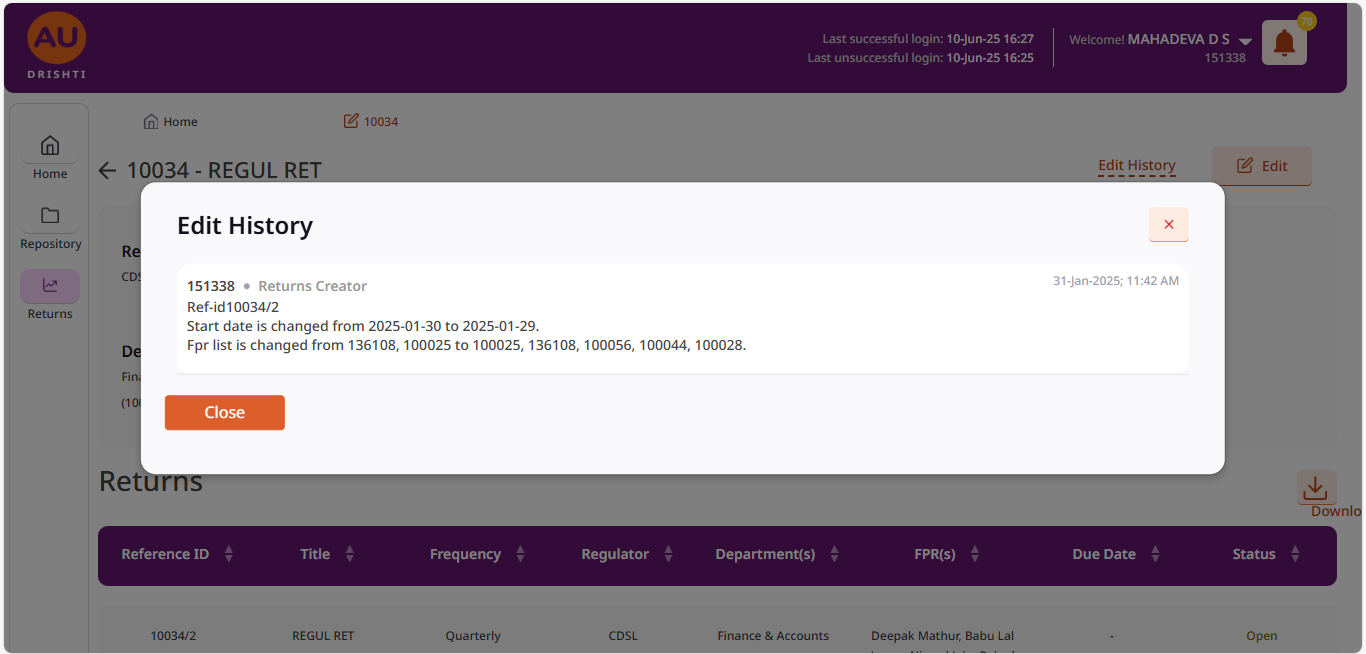 AU
DRISHTI
Last successful login: 10-Jun-25 16:27
Last unsuccessful login: 10-Jun-25 16:25
Welcome! MAHADEVA D S
151338
70
Home
Repository
Returns
Home
10034
10034 - REGUL RET
Edit History
Edit
Re
CDS
De
Fina
(100
Edit History
×
151338 • Returns Creator
31-Jan-2025; 11:42 AM
Ref-id10034/2
Start date is changed from 2025-01-30 to 2025-01-29.
Fpr list is changed from 136108, 100025 to 100025, 136108, 100056, 100044, 100028.
Close
Returns
Downlo
Reference ID Title Frequency Regulator Department(s) FPR(s) Due Date Status
10034/2 REGUL RET Quarterly CDSL Finance & Accounts Deepak Mathur, Babu Lal - Open